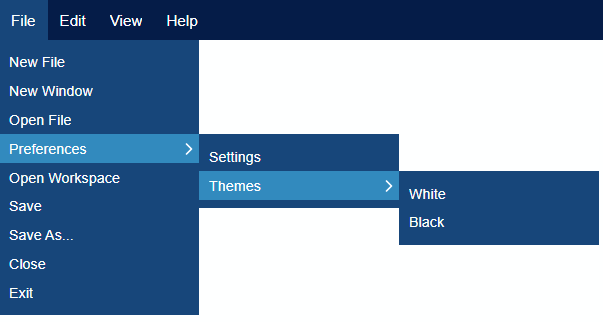 File Edit View Help
New File
New Window
Open File
Preferences
Settings
Themes
White
Black
Open Workspace
Save
Save As...
Close
Exit